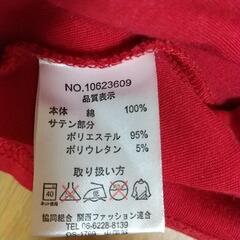 NO.10623609
品質表示
本体 綿 100%
サテン部分
ポリエステル 95%
ポリウレタン 5%
取り扱い方
40
協同組合 関西ファッション連合
TEL 06-6228-8139